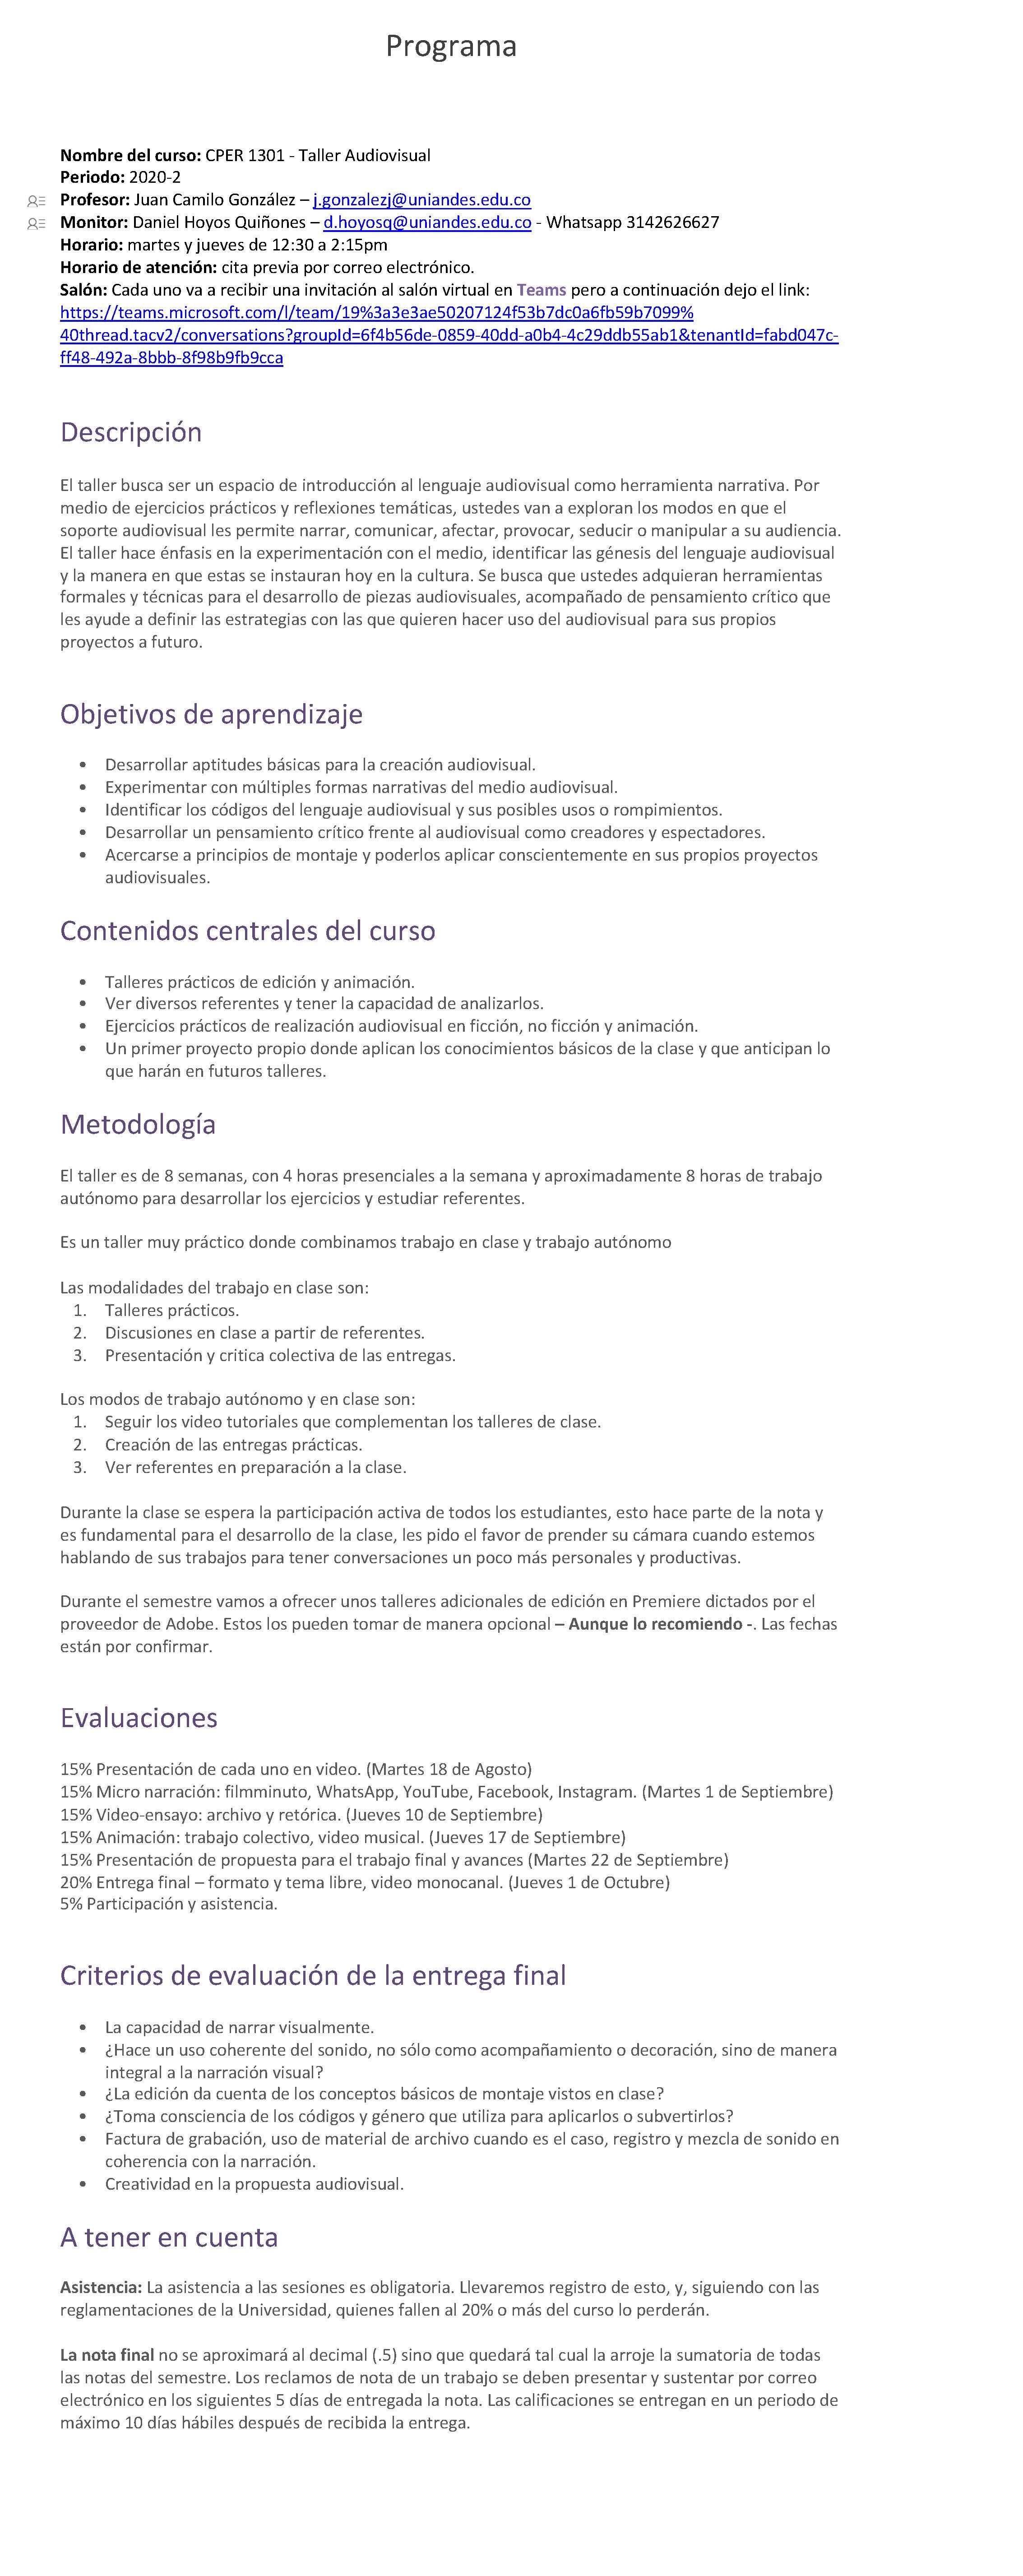 Programa
Nombre del curso: CPER 1301 - Taller Audiovisual
Periodo: 2020-2
Profesor: Juan Camilo González – j.gonzalezj@uniandes.edu.co
Monitor: Daniel Hoyos Quiñones – d.hoyosq@uniandes.edu.co - Whatsapp 3142626627
Horario: martes y jueves de 12:30 a 2:15pm
Horario de atención: cita previa por correo electrónico.
Salón: Cada uno va a recibir una invitación al salón virtual en Teams pero a continuación dejo el link:
https://teams.microsoft.com/l/team/19%3a3e3ae50207124f53b7dc0a6fb59b7099%
40thread.tacv2/conversations?groupId=6f4b56de-0859-40dd-a0b4-4c29ddb55ab1&tenantId=fabd047c-
ff48-492a-8bbb-8f98b9fb9cca
Descripción
El taller busca ser un espacio de introducción al lenguaje audiovisual como herramienta narrativa. Por
medio de ejercicios prácticos y reflexiones temáticas, ustedes van a exploran los modos en que el
soporte audiovisual les permite narrar, comunicar, afectar, provocar, seducir o manipular a su audiencia.
El taller hace énfasis en la experimentación con el medio, identificar las génesis del lenguaje audiovisual
y la manera en que estas se instauran hoy en la cultura. Se busca que ustedes adquieran herramientas
formales y técnicas para el desarrollo de piezas audiovisuales, acompañado de pensamiento crítico que
les ayude a definir las estrategias con las que quieren hacer uso del audiovisual para sus propios
proyectos a futuro.
Objetivos de aprendizaje
• Desarrollar aptitudes básicas para la creación audiovisual.
• Experimentar con múltiples formas narrativas del medio audiovisual.
• Identificar los códigos del lenguaje audiovisual y sus posibles usos o rompimientos.
• Desarrollar un pensamiento crítico frente al audiovisual como creadores y espectadores.
• Acercarse a principios de montaje y poderlos aplicar conscientemente en sus propios proyectos
audiovisuales.
Contenidos centrales del curso
• Talleres prácticos de edición y animación.
• Ver diversos referentes y tener la capacidad de analizarlos.
• Ejercicios prácticos de realización audiovisual en ficción, no ficción y animación.
• Un primer proyecto propio donde aplican los conocimientos básicos de la clase y que anticipan lo
que harán en futuros talleres.
Metodología
El taller es de 8 semanas, con 4 horas presenciales a la semana y aproximadamente 8 horas de trabajo
autónomo para desarrollar los ejercicios y estudiar referentes.
Es un taller muy práctico donde combinamos trabajo en clase y trabajo autónomo
Las modalidades del trabajo en clase son:
1. Talleres prácticos.
2. Discusiones en clase a partir de referentes.
3. Presentación y critica colectiva de las entregas.
Los modos de trabajo autónomo y en clase son:
1. Seguir los video tutoriales que complementan los talleres de clase.
2. Creación de las entregas prácticas.
3. Ver referentes en preparación a la clase.
Durante la clase se espera la participación activa de todos los estudiantes, esto hace parte de la nota y
es fundamental para el desarrollo de la clase, les pido el favor de prender su cámara cuando estemos
hablando de sus trabajos para tener conversaciones un poco más personales y productivas.
Durante el semestre vamos a ofrecer unos talleres adicionales de edición en Premiere dictados por el
proveedor de Adobe. Estos los pueden tomar de manera opcional – Aunque lo recomiendo -. Las fechas
están por confirmar.
Evaluaciones
15% Presentación de cada uno en video. (Martes 18 de Agosto)
15% Micro narración: filmminuto, WhatsApp, YouTube, Facebook, Instagram. (Martes 1 de Septiembre)
15% Video-ensayo: archivo y retórica. (Jueves 10 de Septiembre)
15% Animación: trabajo colectivo, video musical. (Jueves 17 de Septiembre)
15% Presentación de propuesta para el trabajo final y avances (Martes 22 de Septiembre)
20% Entrega final – formato y tema libre, video monocanal. (Jueves 1 de Octubre)
5% Participación y asistencia.
Criterios de evaluación de la entrega final
• La capacidad de narrar visualmente.
• ¿Hace un uso coherente del sonido, no sólo como acompañamiento o decoración, sino de manera
integral a la narración visual?
• ¿La edición da cuenta de los conceptos básicos de montaje vistos en clase?
• ¿Toma consciencia de los códigos y género que utiliza para aplicarlos o subvertirlos?
• Factura de grabación, uso de material de archivo cuando es el caso, registro y mezcla de sonido en
coherencia con la narración.
• Creatividad en la propuesta audiovisual.
A tener en cuenta
Asistencia: La asistencia a las sesiones es obligatoria. Llevaremos registro de esto, y, siguiendo con las
reglamentaciones de la Universidad, quienes fallen al 20% o más del curso lo perderán.
La nota final no se aproximará al decimal (.5) sino que quedará tal cual la arroje la sumatoria de todas
las notas del semestre. Los reclamos de nota de un trabajo se deben presentar y sustentar por correo
electrónico en los siguientes 5 días de entregada la nota. Las calificaciones se entregan en un periodo de
máximo 10 días hábiles después de recibida la entrega.